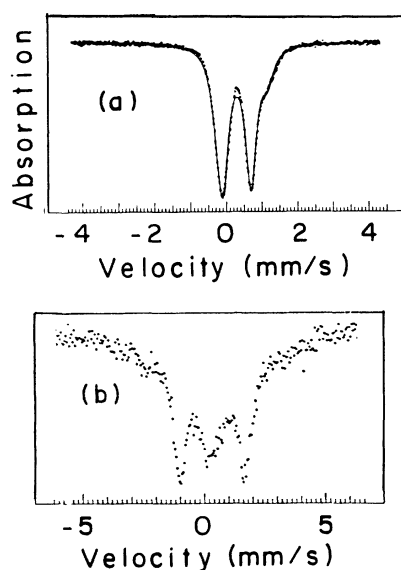 (a)
Absorption
-4 -2 0 2 4
Velocity (mm/s)
(b)
-5 0 5
Velocity (mm/s)